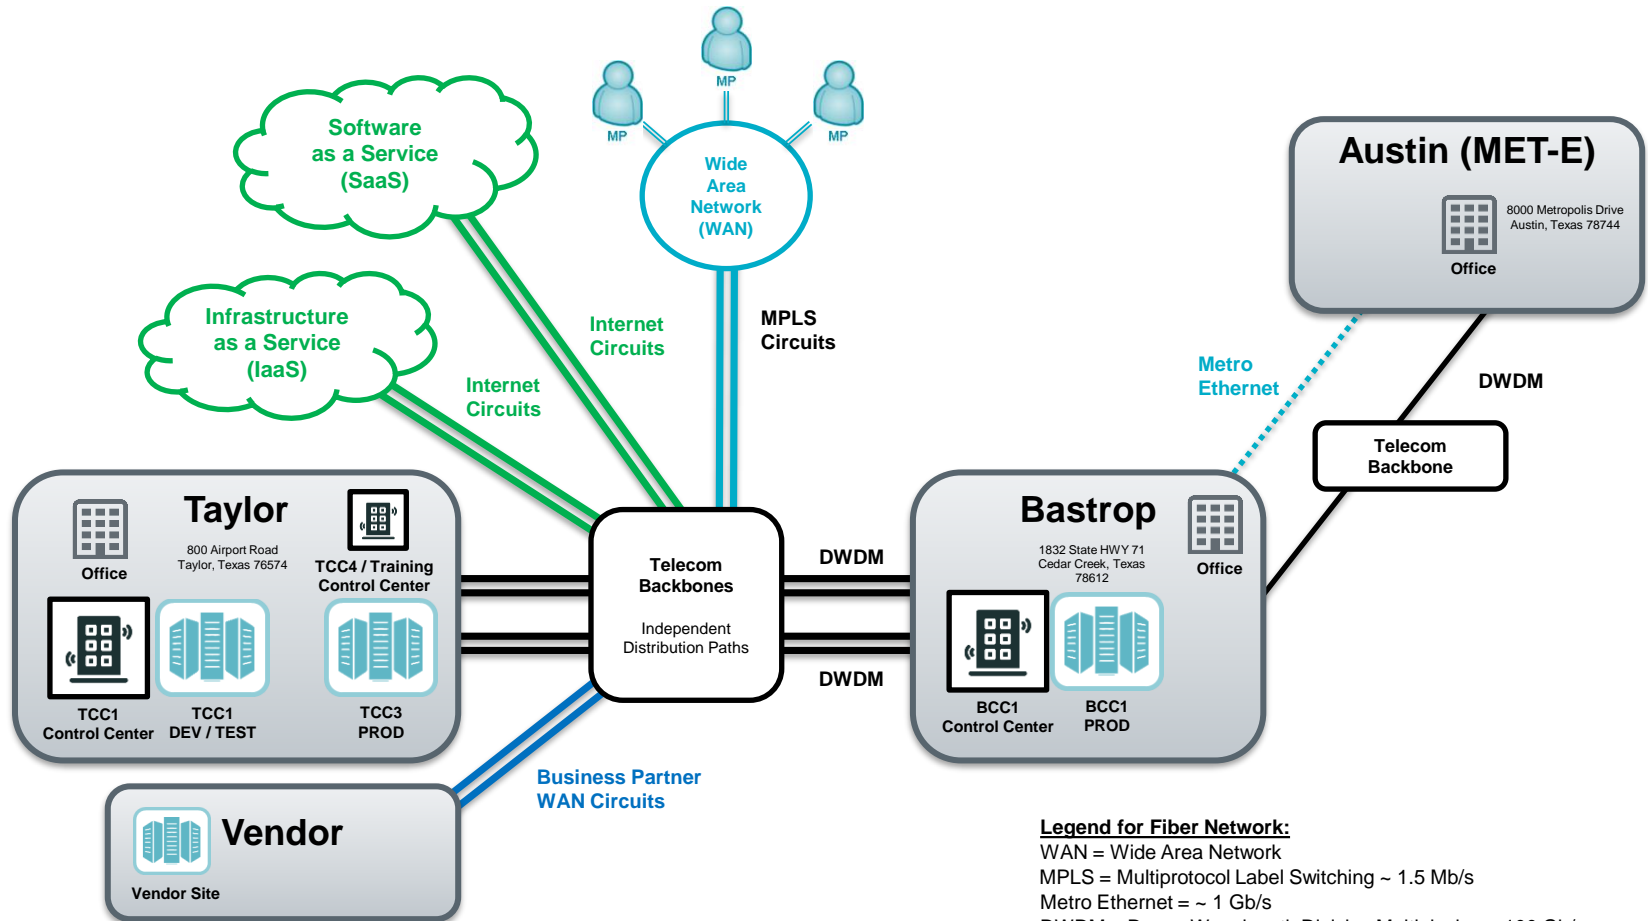 MP
MP
MP
Software
as a Service
(SaaS)
Wide
Area
Network
(WAN)
Austin (MET-E)
8000 Metropolis Drive
Austin, Texas 78744
Office
Infrastructure
as a Service
(IaaS)
Internet
Circuits
MPLS
Circuits
Internet
Circuits
Metro
Ethernet
DWDM
Telecom
Backbone
Taylor
800 Airport Road
Taylor, Texas 76574
Office
TCC4 / Training
Control Center
TCC1
Control Center
TCC1
DEV / TEST
TCC3
PROD
Telecom
Backbones
Independent
Distribution Paths
DWDM
DWDM
Bastrop
1832 State HWY 71
Cedar Creek, Texas
78612
Office
BCC1
Control Center
BCC1
PROD
Business Partner
WAN Circuits
Vendor
Vendor Site
Legend for Fiber Network:
WAN = Wide Area Network
MPLS = Multiprotocol Label Switching ~ 1.5 Mb/s
Metro Ethernet = ~ 1 Gb/s